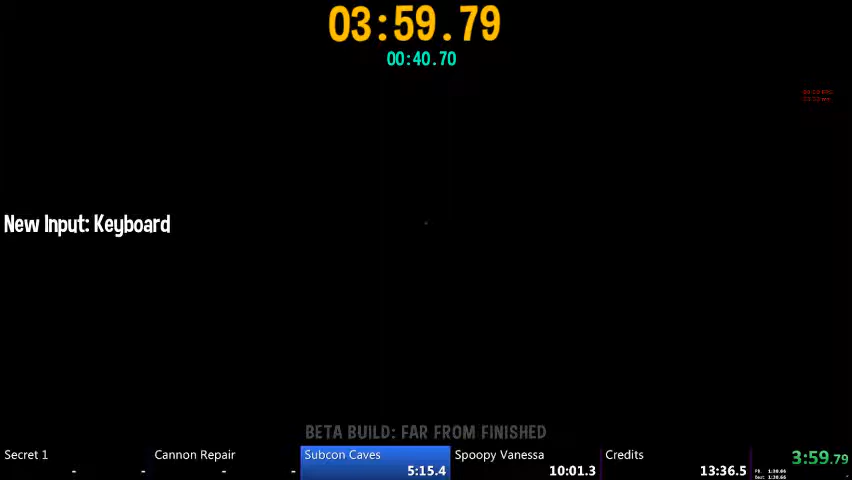 03:59.79
00:40.70
New Input: Keyboard
BETA BUILD: FAR FROM FINISHED
Secret 1 Cannon Repair Subcon Caves Spoopy Vanessa Credits 3:59.79
- - - - 5:15.4 10:01.3 13:36.5